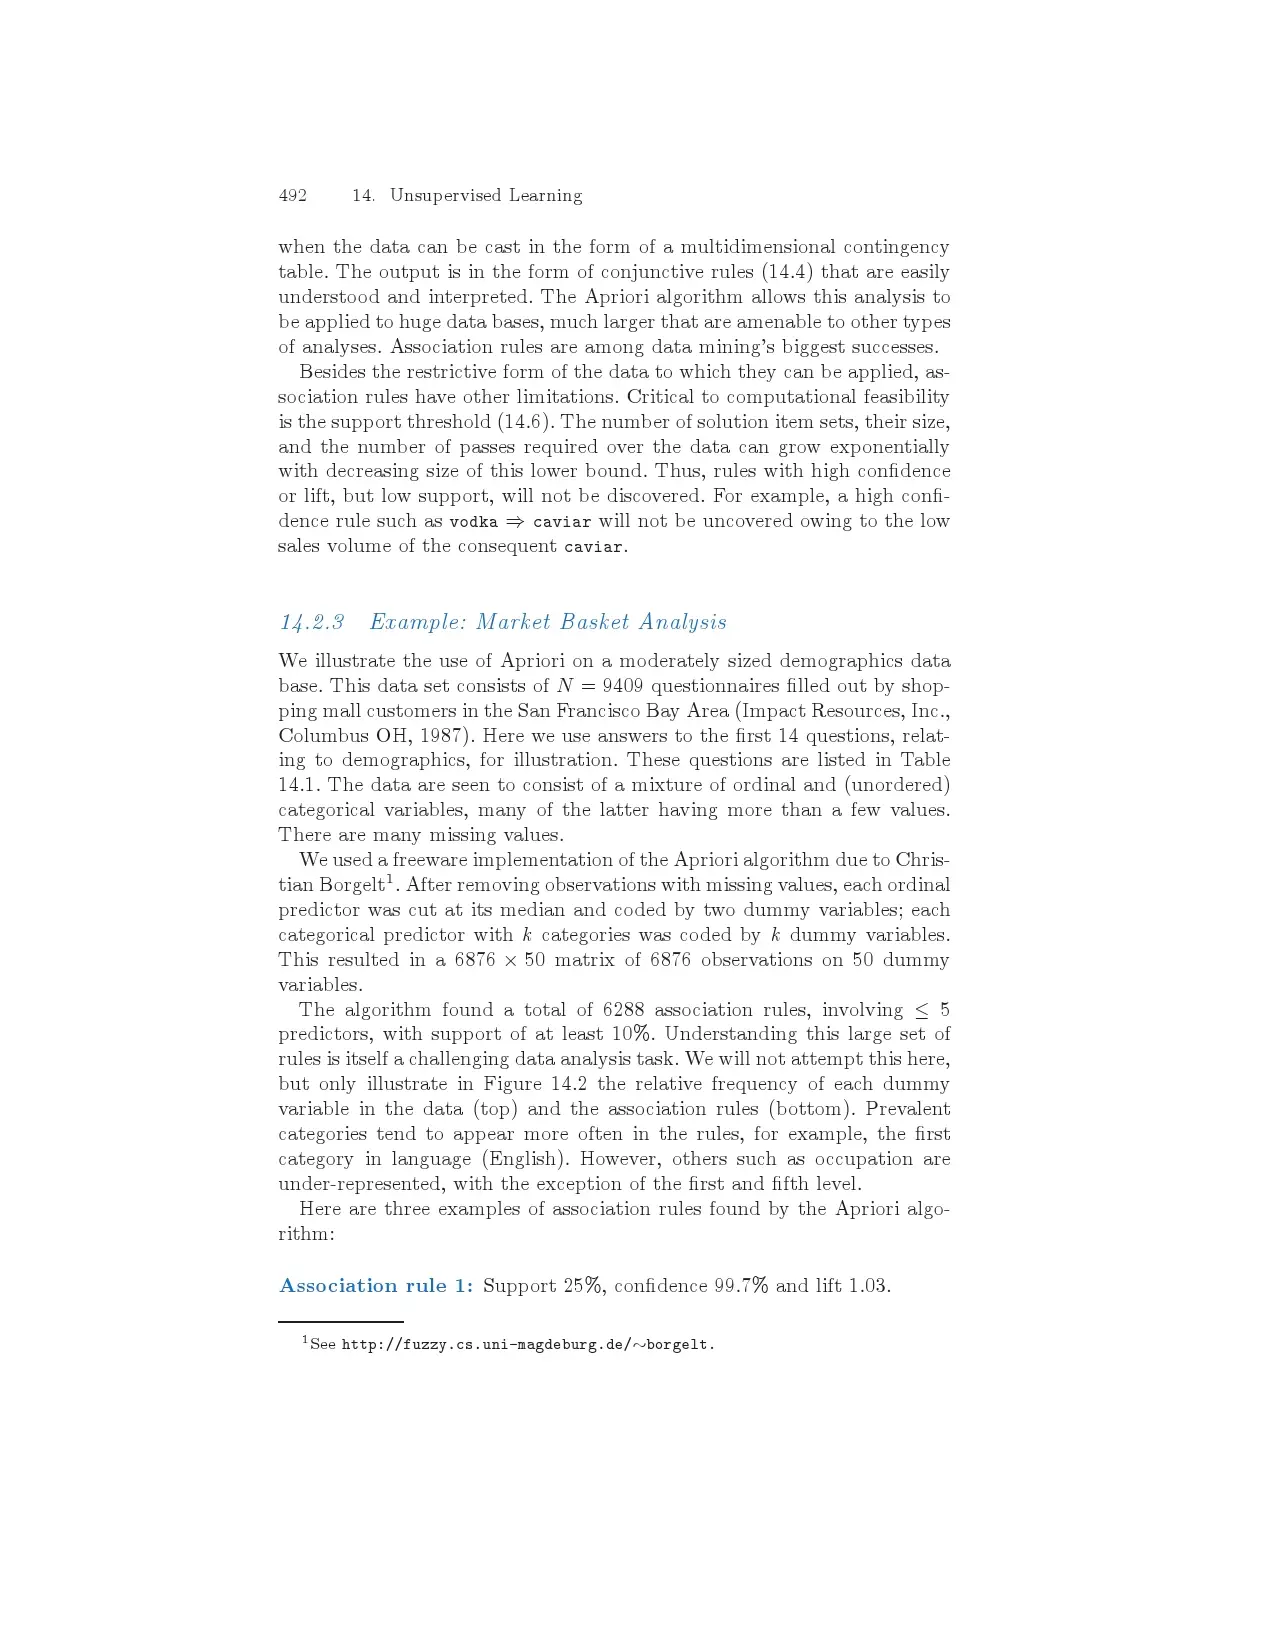 492 14. Unsupervised Learning
when the data can be cast in the form of a multidimensional contingency
table. The output is in the form of conjunctive rules (14.4) that are easily
understood and interpreted. The Apriori algorithm allows this analysis to
be applied to huge data bases, much larger that are amenable to other types
of analyses. Association rules are among data mining's biggest successes.
Besides the restrictive form of the data to which they can be applied, as-
sociation rules have other limitations. Critical to computational feasibility
is the support threshold (14.6). The number of solution item sets, their size,
and the number of passes required over the data can grow exponentially
with decreasing size of this lower bound. Thus, rules with high confidence
or lift, but low support, will not be discovered. For example, a high confi-
dence rule such as vodka ⇒ caviar will not be uncovered owing to the low
sales volume of the consequent caviar.
14.2.3 Example: Market Basket Analysis
We illustrate the use of Apriori on a moderately sized demographics data
base. This data set consists of N = 9409 questionnaires filled out by shop-
ping mall customers in the San Francisco Bay Area (Impact Resources, Inc.,
Columbus OH, 1987). Here we use answers to the first 14 questions, relat-
ing to demographics, for illustration. These questions are listed in Table
14.1. The data are seen to consist of a mixture of ordinal and (unordered)
categorical variables, many of the latter having more than a few values.
There are many missing values.
We used a freeware implementation of the Apriori algorithm due to Chris-
tian Borgelt¹. After removing observations with missing values, each ordinal
predictor was cut at its median and coded by two dummy variables; each
categorical predictor with k categories was coded by k dummy variables.
This resulted in a 6876 × 50 matrix of 6876 observations on 50 dummy
variables.
The algorithm found a total of 6288 association rules, involving ≤ 5
predictors, with support of at least 10%. Understanding this large set of
rules is itself a challenging data analysis task. We will not attempt this here,
but only illustrate in Figure 14.2 the relative frequency of each dummy
variable in the data (top) and the association rules (bottom). Prevalent
categories tend to appear more often in the rules, for example, the first
category in language (English). However, others such as occupation are
under-represented, with the exception of the first and fifth level.
Here are three examples of association rules found by the Apriori algo-
rithm:
Association rule 1: Support 25%, confidence 99.7% and lift 1.03.
¹See http://fuzzy.cs.uni-magdeburg.de/∼borgelt.